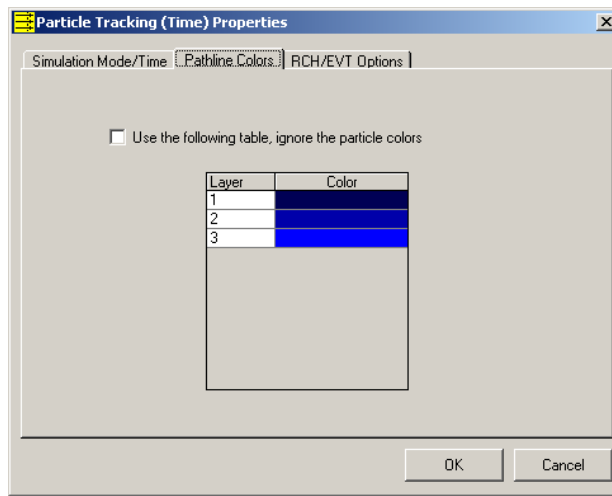 Particle Tracking (Time) Properties
Simulation Mode/Time Pathline Colors RCH/EVT Options
Use the following table, ignore the particle colors
Layer Color
1
2
3
OK Cancel